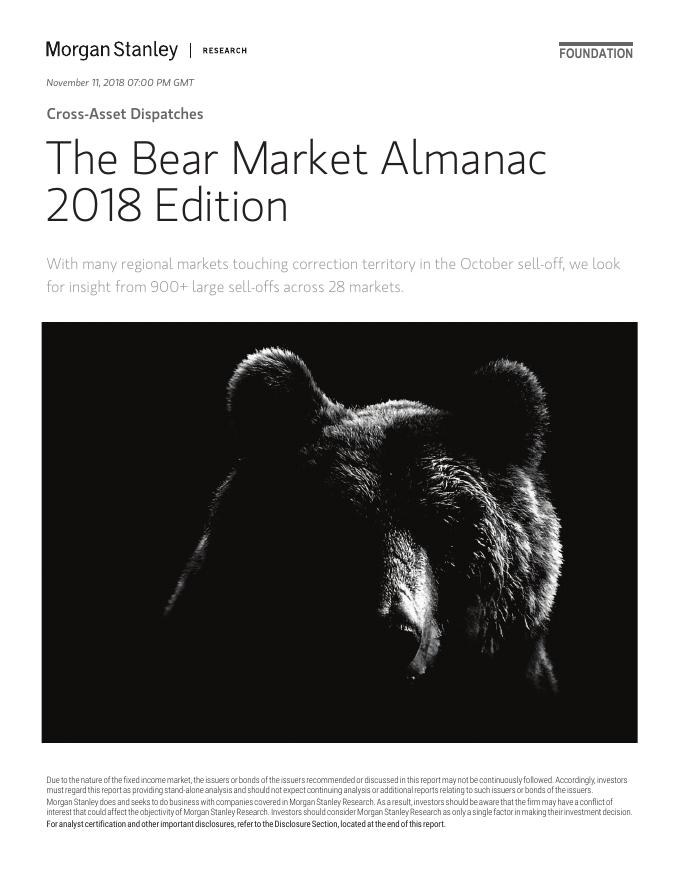 Morgan Stanley | RESEARCH
FOUNDATION
November 11, 2018 07:00 PM GMT
Cross-Asset Dispatches
The Bear Market Almanac
2018 Edition
With many regional markets touching correction territory in the October sell-off, we look
for insight from 900+ large sell-offs across 28 markets.
Due to the nature of the fixed income market, the issuers or bonds of the issuers recommended or discussed in this report may not be continuously followed. Accordingly, investors
must regard this report as providing stand-alone analysis and should not expect continuing analysis or additional reports relating to such issuers or bonds of the issuers.
Morgan Stanley does and seeks to do business with companies covered in Morgan Stanley Research. As a result, investors should be aware that the firm may have a conflict of
interest that could affect the objectivity of Morgan Stanley Research. Investors should consider Morgan Stanley Research as only a single factor in making their investment decision.
For analyst certification and other important disclosures, refer to the Disclosure Section, located at the end of this report.